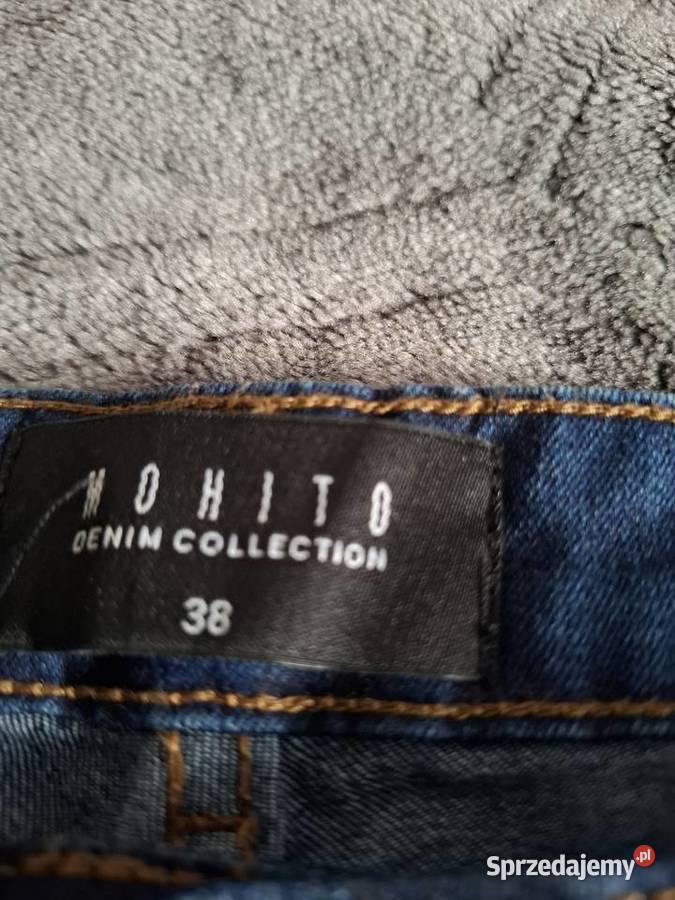 MOHITO
DENIM COLLECTION
38
Sprzedajemy.pl